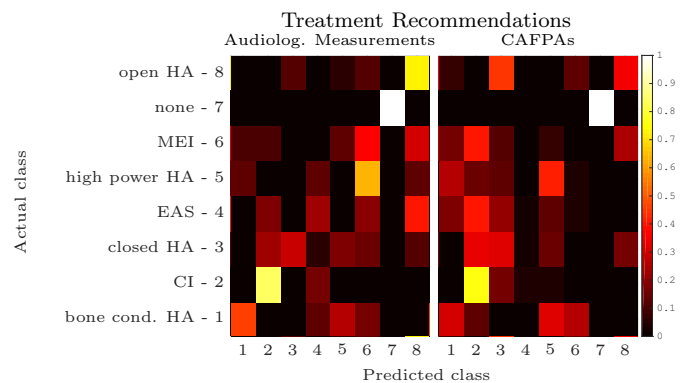 Treatment Recommendations
Audiolog. Measurements CAFPAs
open HA - 8
none - 7
MEI - 6
high power HA - 5
EAS - 4
closed HA - 3
CI - 2
bone cond. HA - 1
Actual class
1 2 3 4 5 6 7 8 1 2 3 4 5 6 7 8
Predicted class
1
0.9
0.8
0.7
0.6
0.5
0.4
0.3
0.2
0.1
0